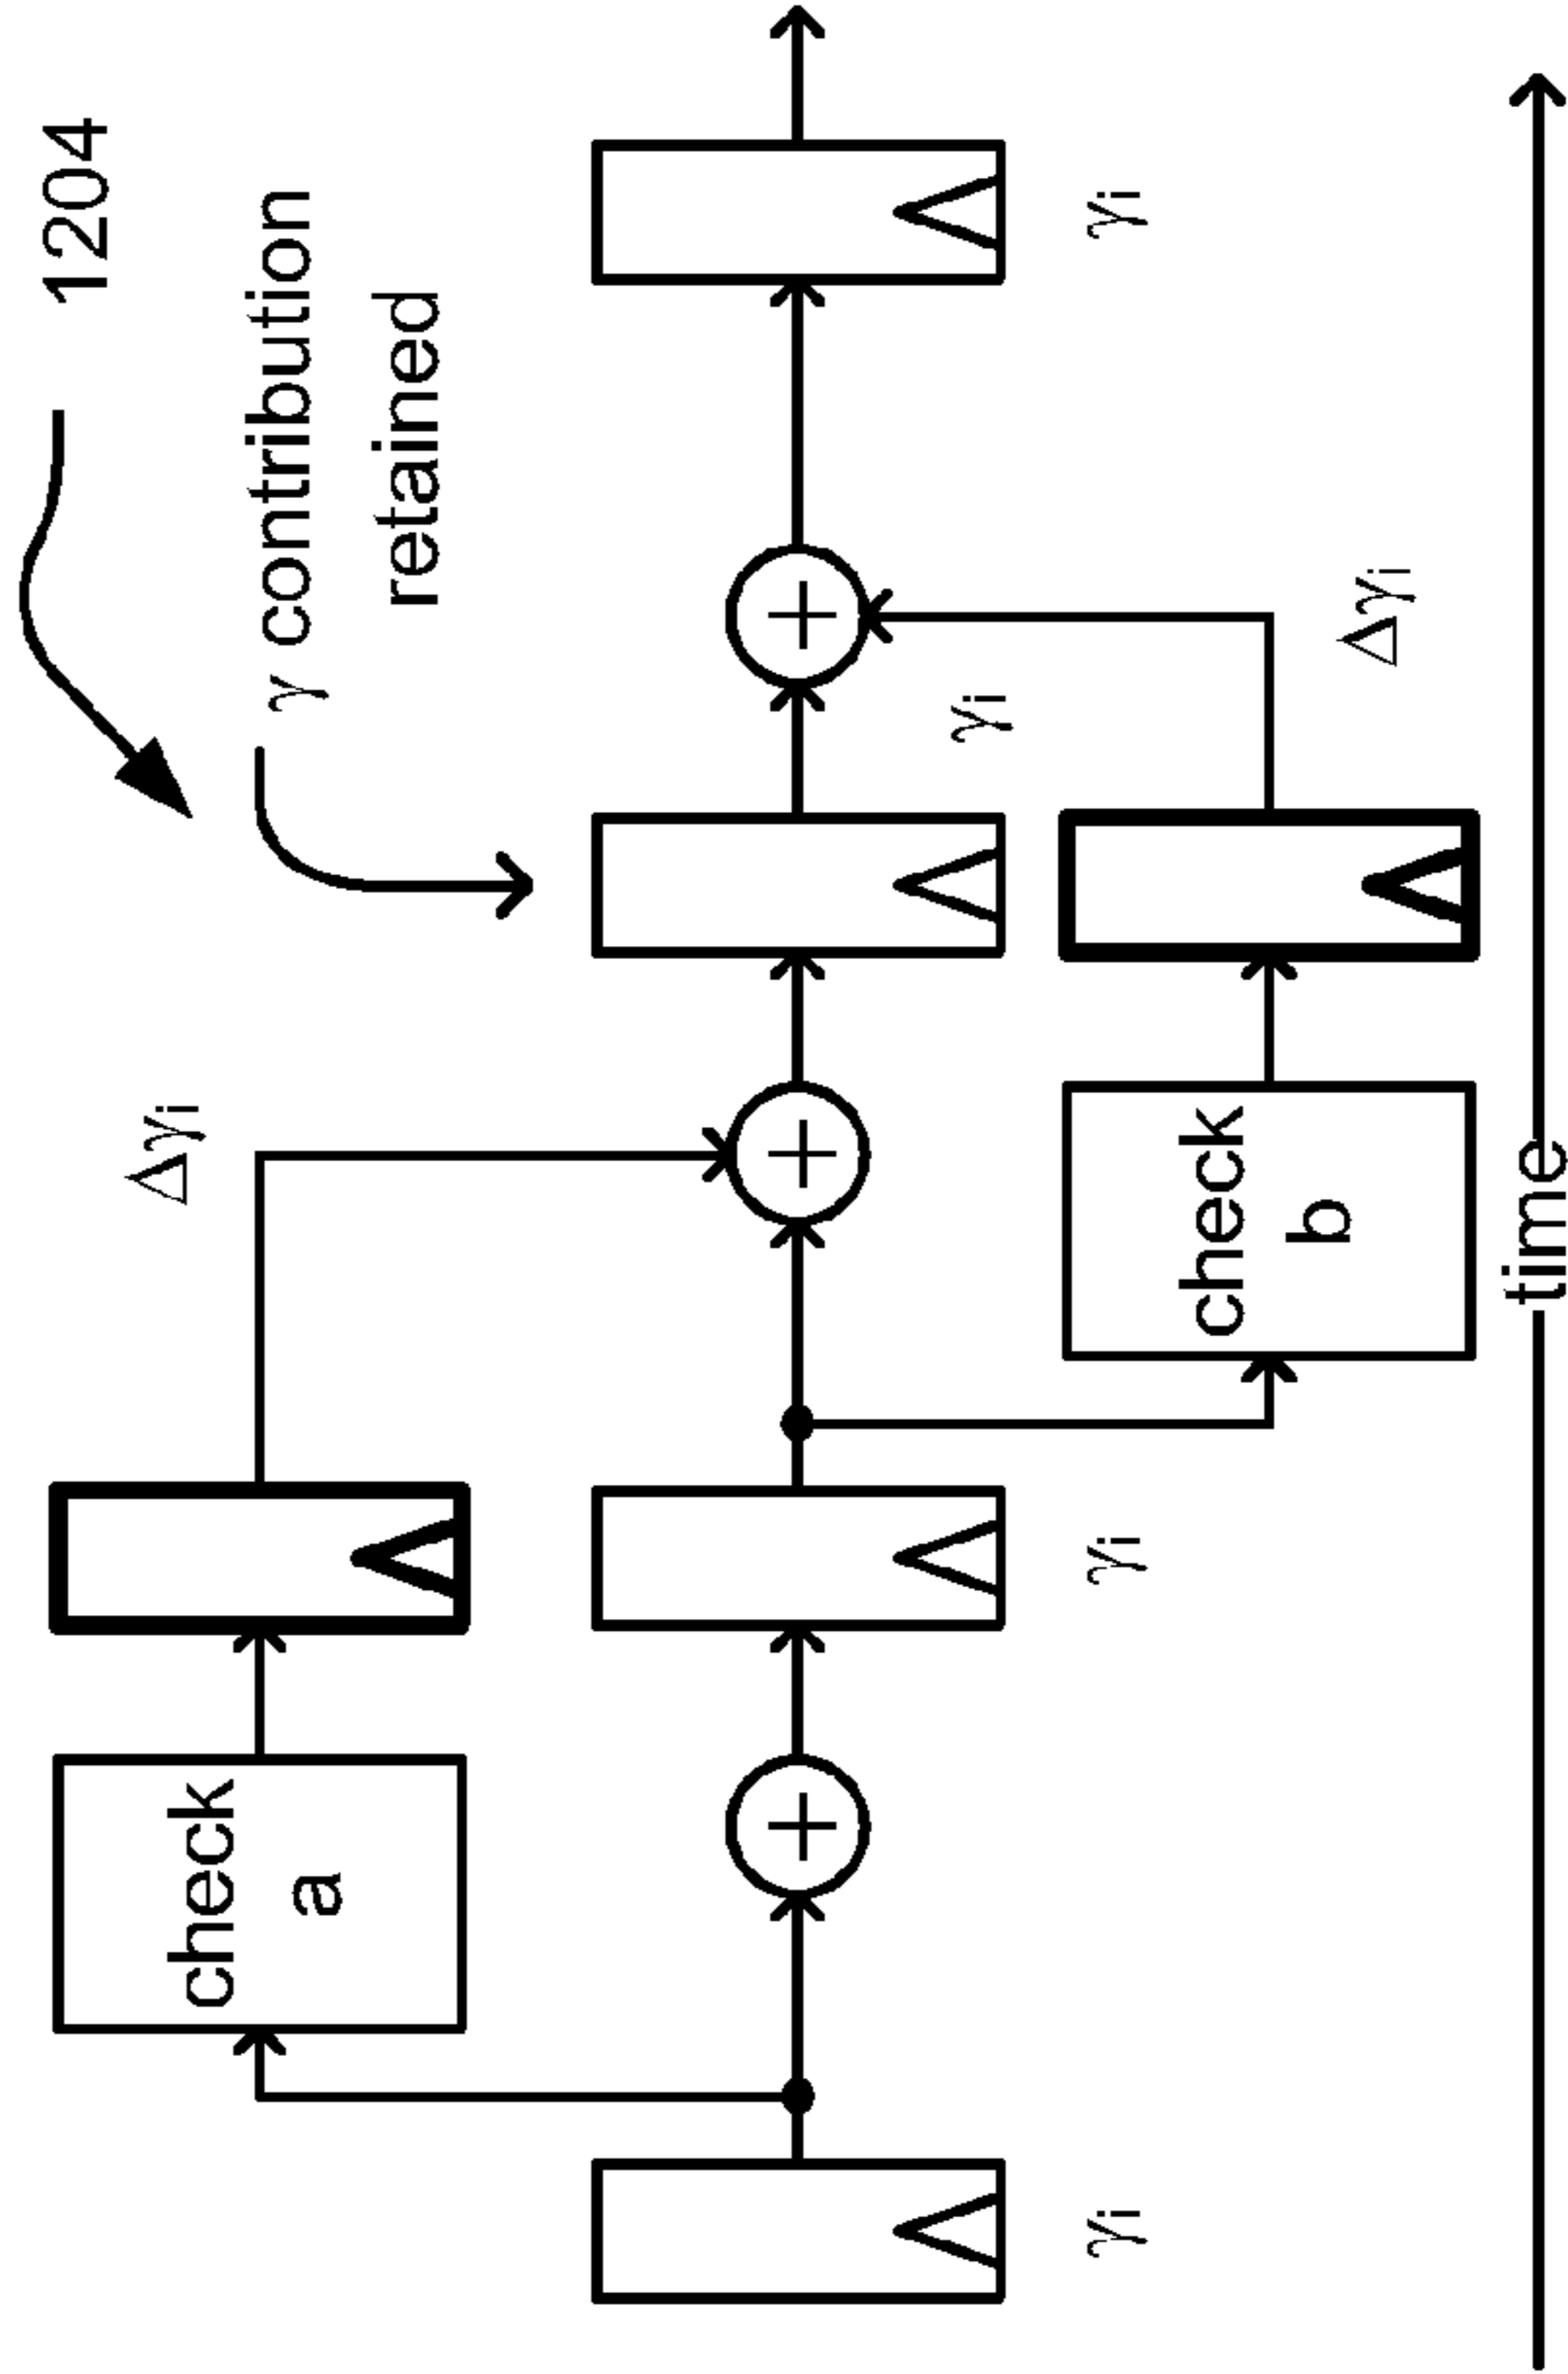 1204
γ contribution
retained
Δγi
Δγi
check
a
γi
check
b
γi
γi
γi
time